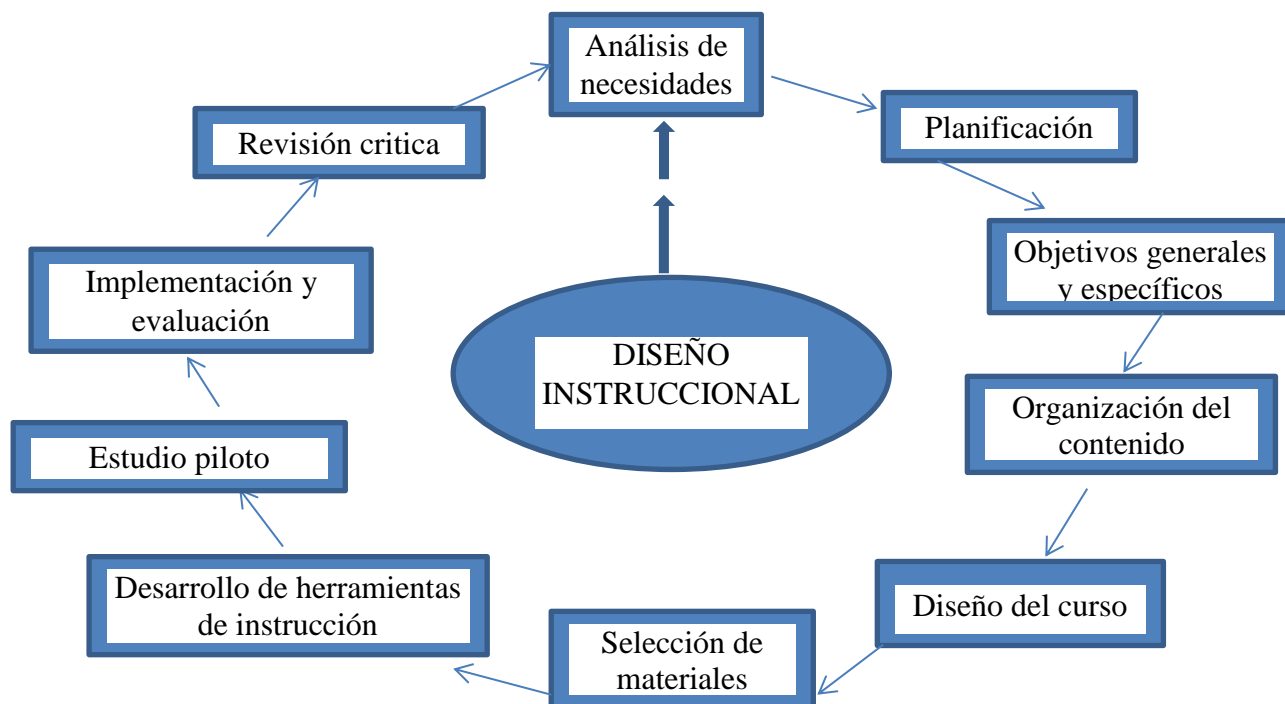 Análisis de
necesidades
Planificación
Objetivos generales
y específicos
Organización del
contenido
Diseño del curso
Selección de
materiales
Desarrollo de herramientas
de instrucción
Estudio piloto
Implementación y
evaluación
Revisión critica
DISEÑO
INSTRUCCIONAL